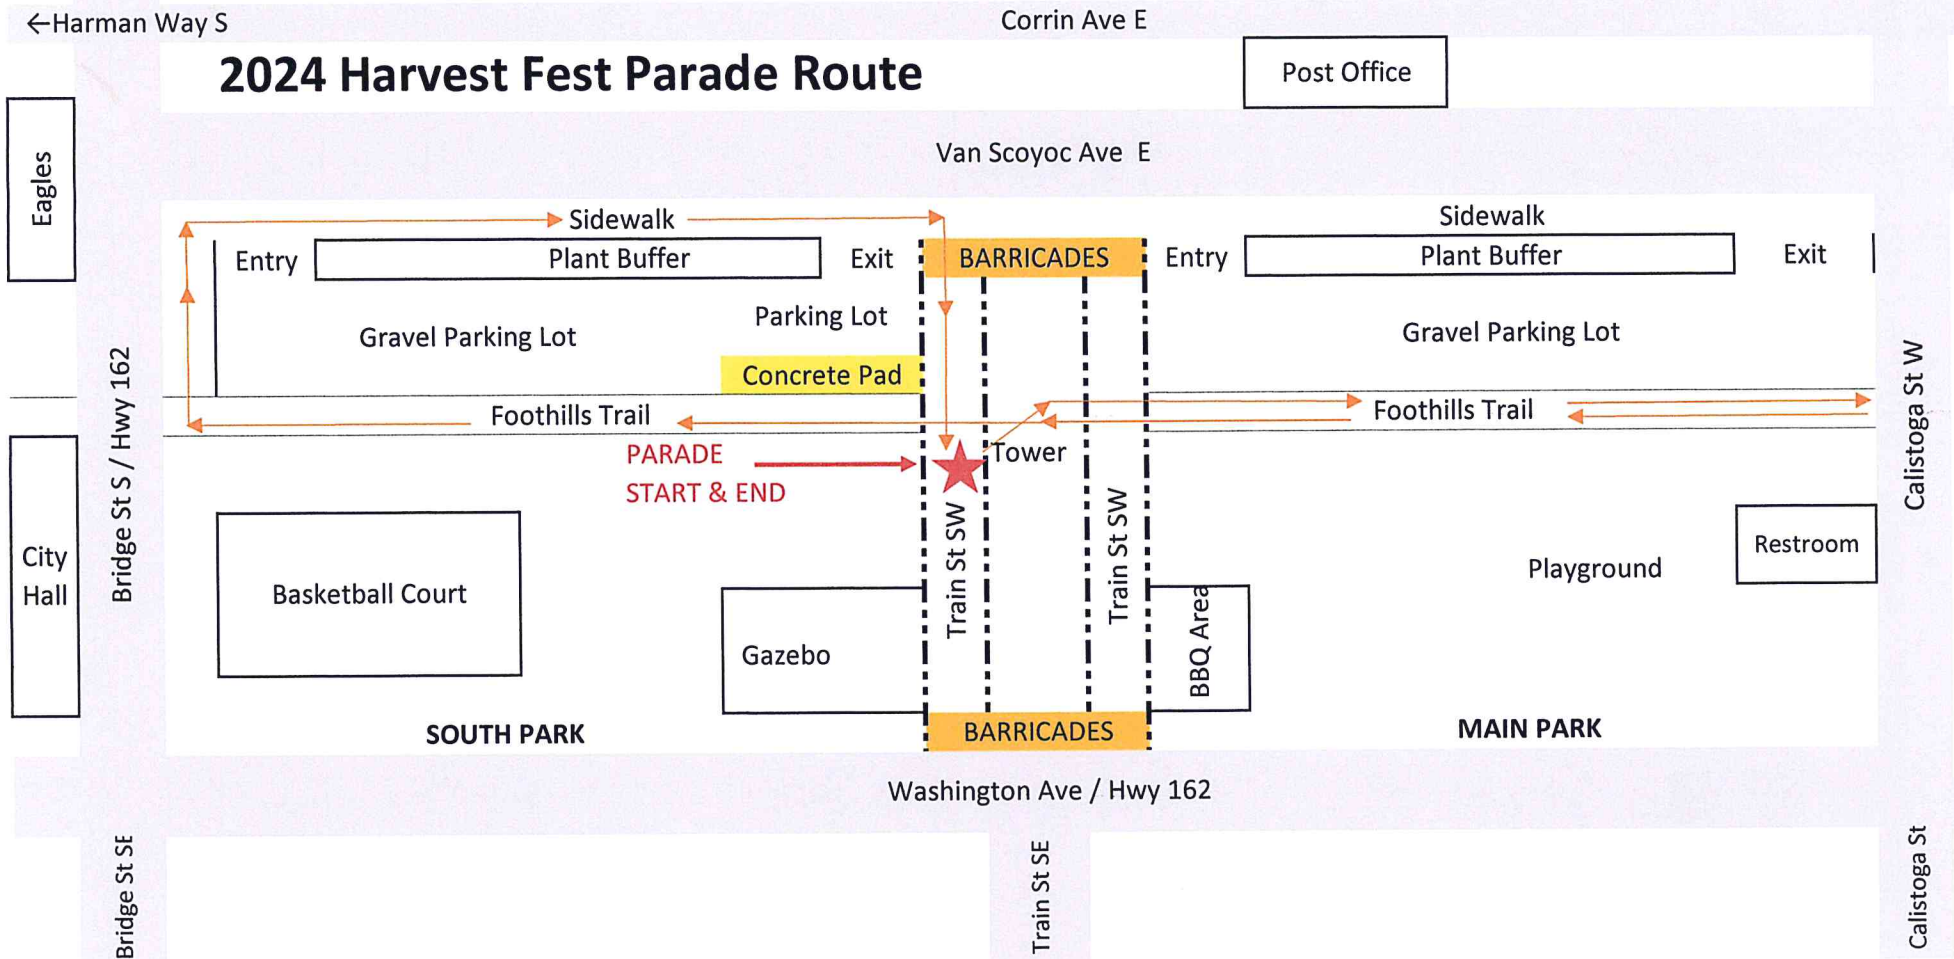 ←Harman Way S
Corrin Ave E
2024 Harvest Fest Parade Route
Post Office
Eagles
Van Scoyoc Ave E
Sidewalk
Sidewalk
Entry
Plant Buffer
Exit
BARRICADES
Entry
Plant Buffer
Exit
Parking Lot
Gravel Parking Lot
Gravel Parking Lot
Concrete Pad
Foothills Trail
Foothills Trail
Bridge St S / Hwy 162
Calistoga St W
PARADE
START & END
Tower
City
Hall
Basketball Court
Train St SW
Train St SW
Playground
Restroom
Gazebo
BBQ Area
SOUTH PARK
BARRICADES
MAIN PARK
Washington Ave / Hwy 162
Bridge St SE
Train St SE
Calistoga St